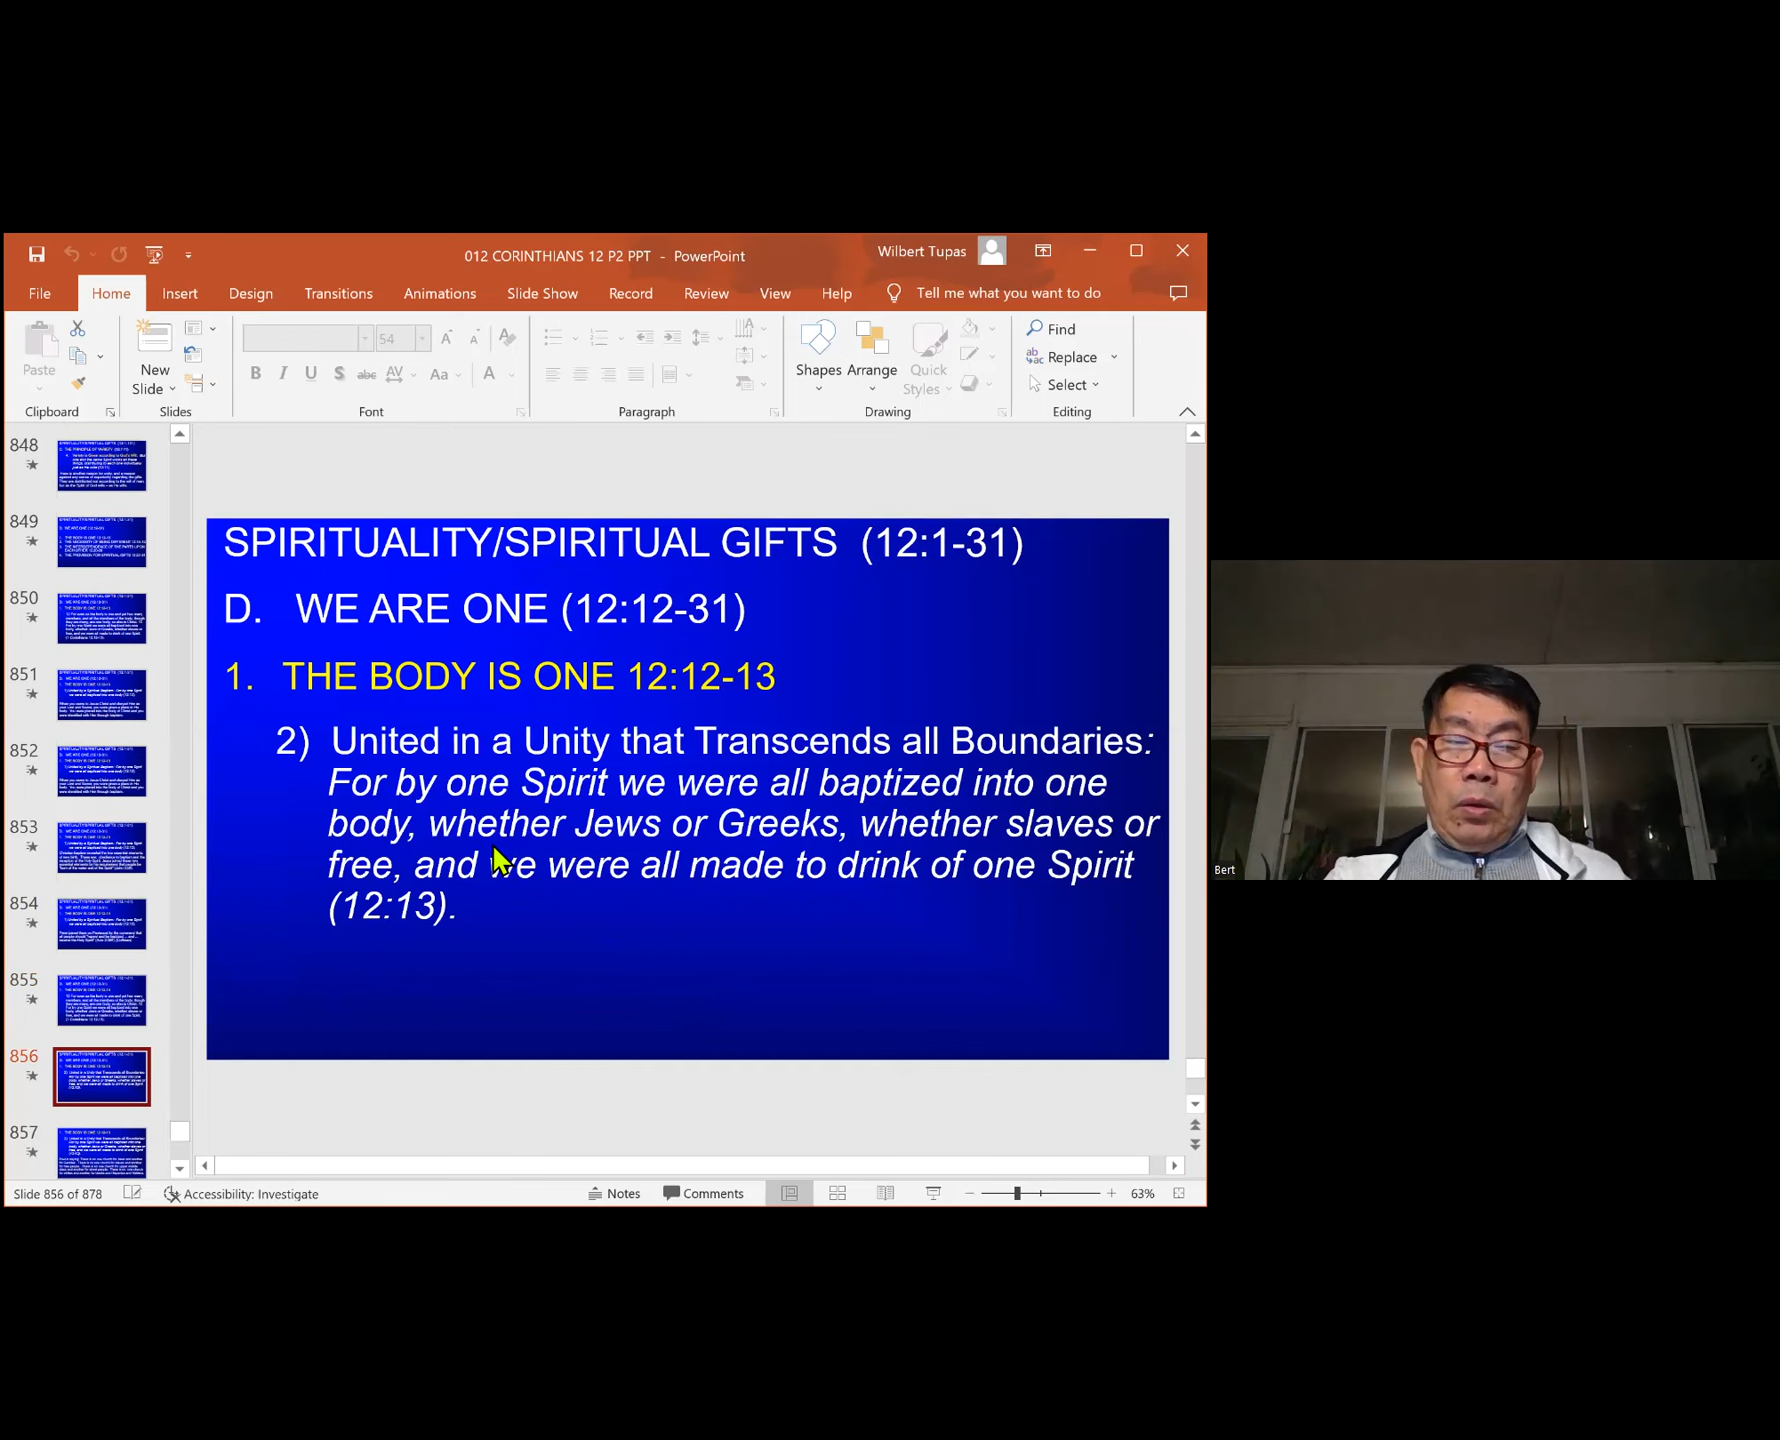 012 CORINTHIANS 12 P2 PPT - PowerPoint
Wilbert Tupas
File Home Insert Design Transitions Animations Slide Show Record Review View Help Tell me what you want to do
Paste
Clipboard
New
Slide
Slides
54
B I U S abc AV Aa A
Font
Paragraph
Shapes
Arrange
Quick
Styles
Drawing
Find
Replace
Select
Editing
848
849
850
851
852
853
854
855
856
857
SPIRITUALITY/SPIRITUAL GIFTS (12:1-31)
D. WE ARE ONE (12:12-31)
1. THE BODY IS ONE 12:12-13
2) United in a Unity that Transcends all Boundaries:
For by one Spirit we were all baptized into one
body, whether Jews or Greeks, whether slaves or
free, and we were all made to drink of one Spirit
(12:13).
Bert
Slide 856 of 878
Accessibility: Investigate
Notes
Comments
63%